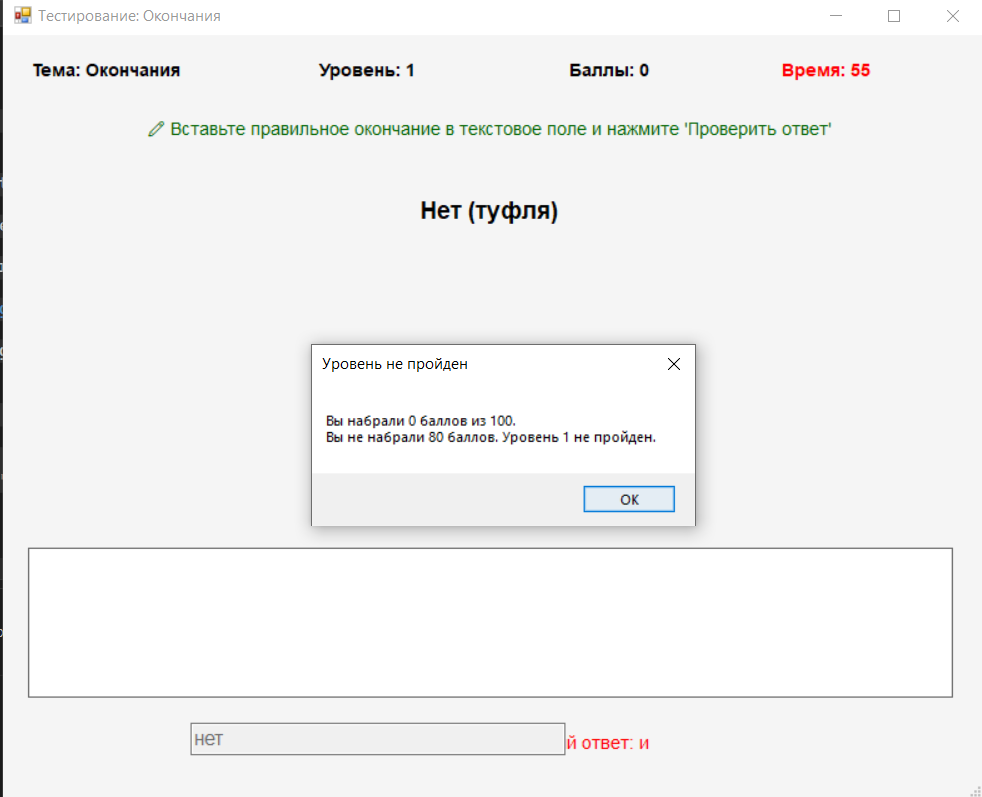 Тестирование: Окончания
Тема: Окончания Уровень: 1 Баллы: 0 Время: 55
Вставьте правильное окончание в текстовое поле и нажмите 'Проверить ответ'
Нет (туфля)
Уровень не пройден
Вы набрали 0 баллов из 100.
Вы не набрали 80 баллов. Уровень 1 не пройден.
OK
нет
й ответ: и